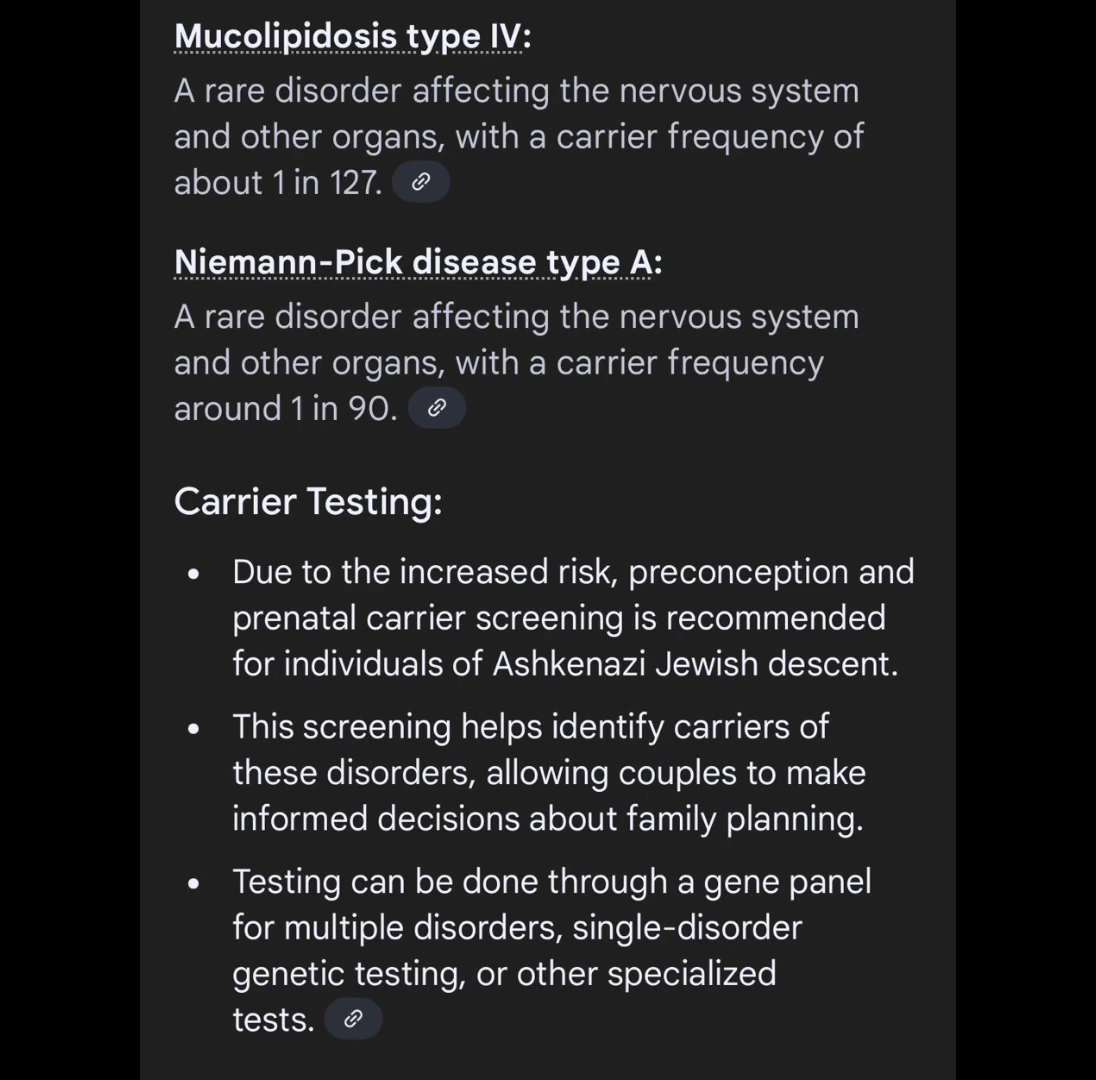 Mucolipidosis type IV:
A rare disorder affecting the nervous system
and other organs, with a carrier frequency of
about 1 in 127.
Niemann-Pick disease type A:
A rare disorder affecting the nervous system
and other organs, with a carrier frequency
around 1 in 90.
Carrier Testing:
• Due to the increased risk, preconception and
prenatal carrier screening is recommended
for individuals of Ashkenazi Jewish descent.
• This screening helps identify carriers of
these disorders, allowing couples to make
informed decisions about family planning.
• Testing can be done through a gene panel
for multiple disorders, single-disorder
genetic testing, or other specialized
tests.